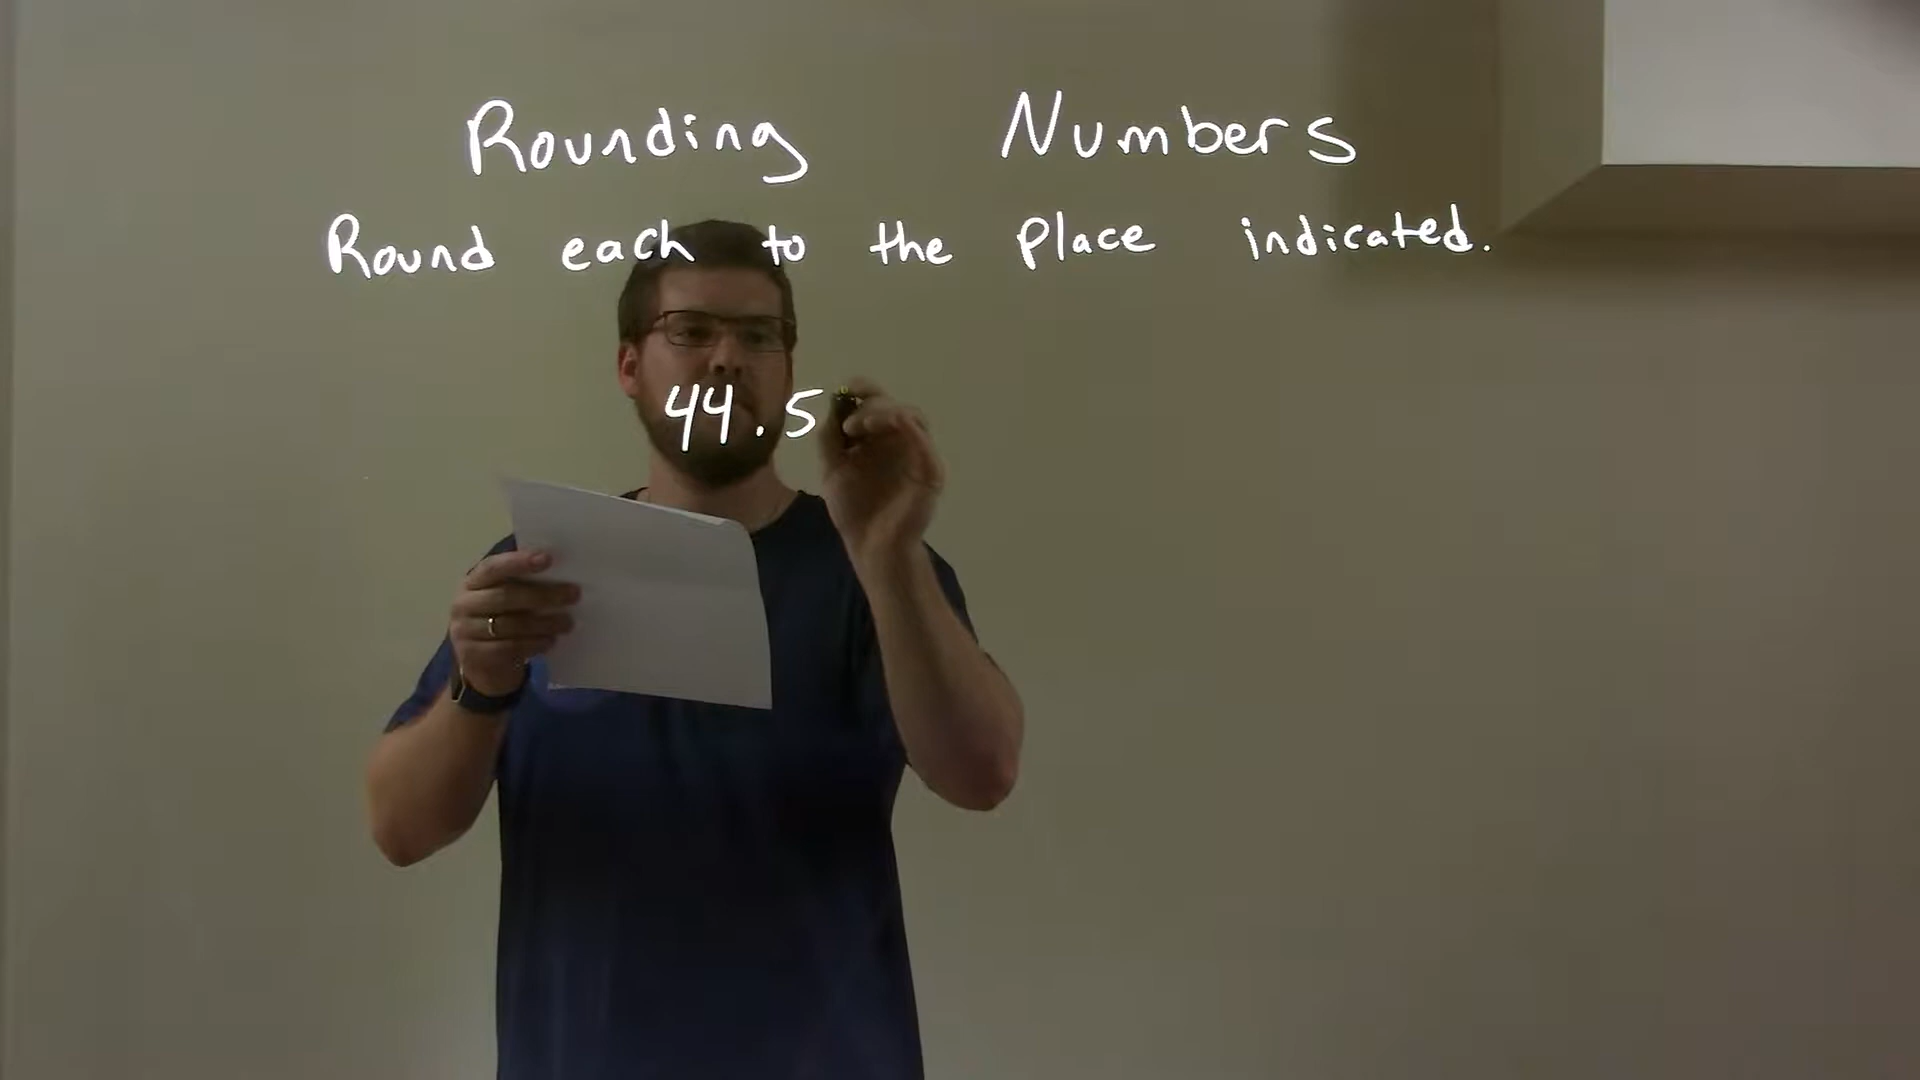 Rounding Numbers
Round each to the place indicated.
44.5